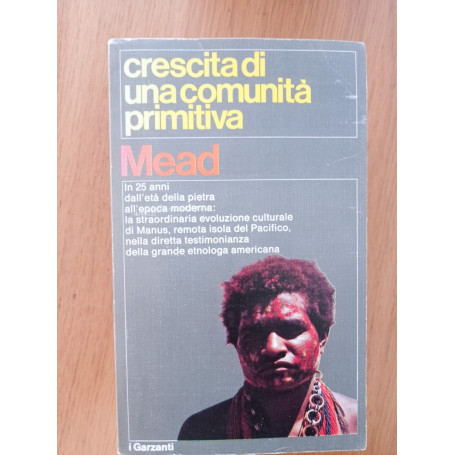 crescita di
una comunità
primitiva
Mead
In 25 anni
dall'età della pietra
all'epoca moderna:
la straordinaria evoluzione culturale
di Manus, remota isola del Pacifico,
nella diretta testimonianza
della grande etnologa americana
i Garzanti